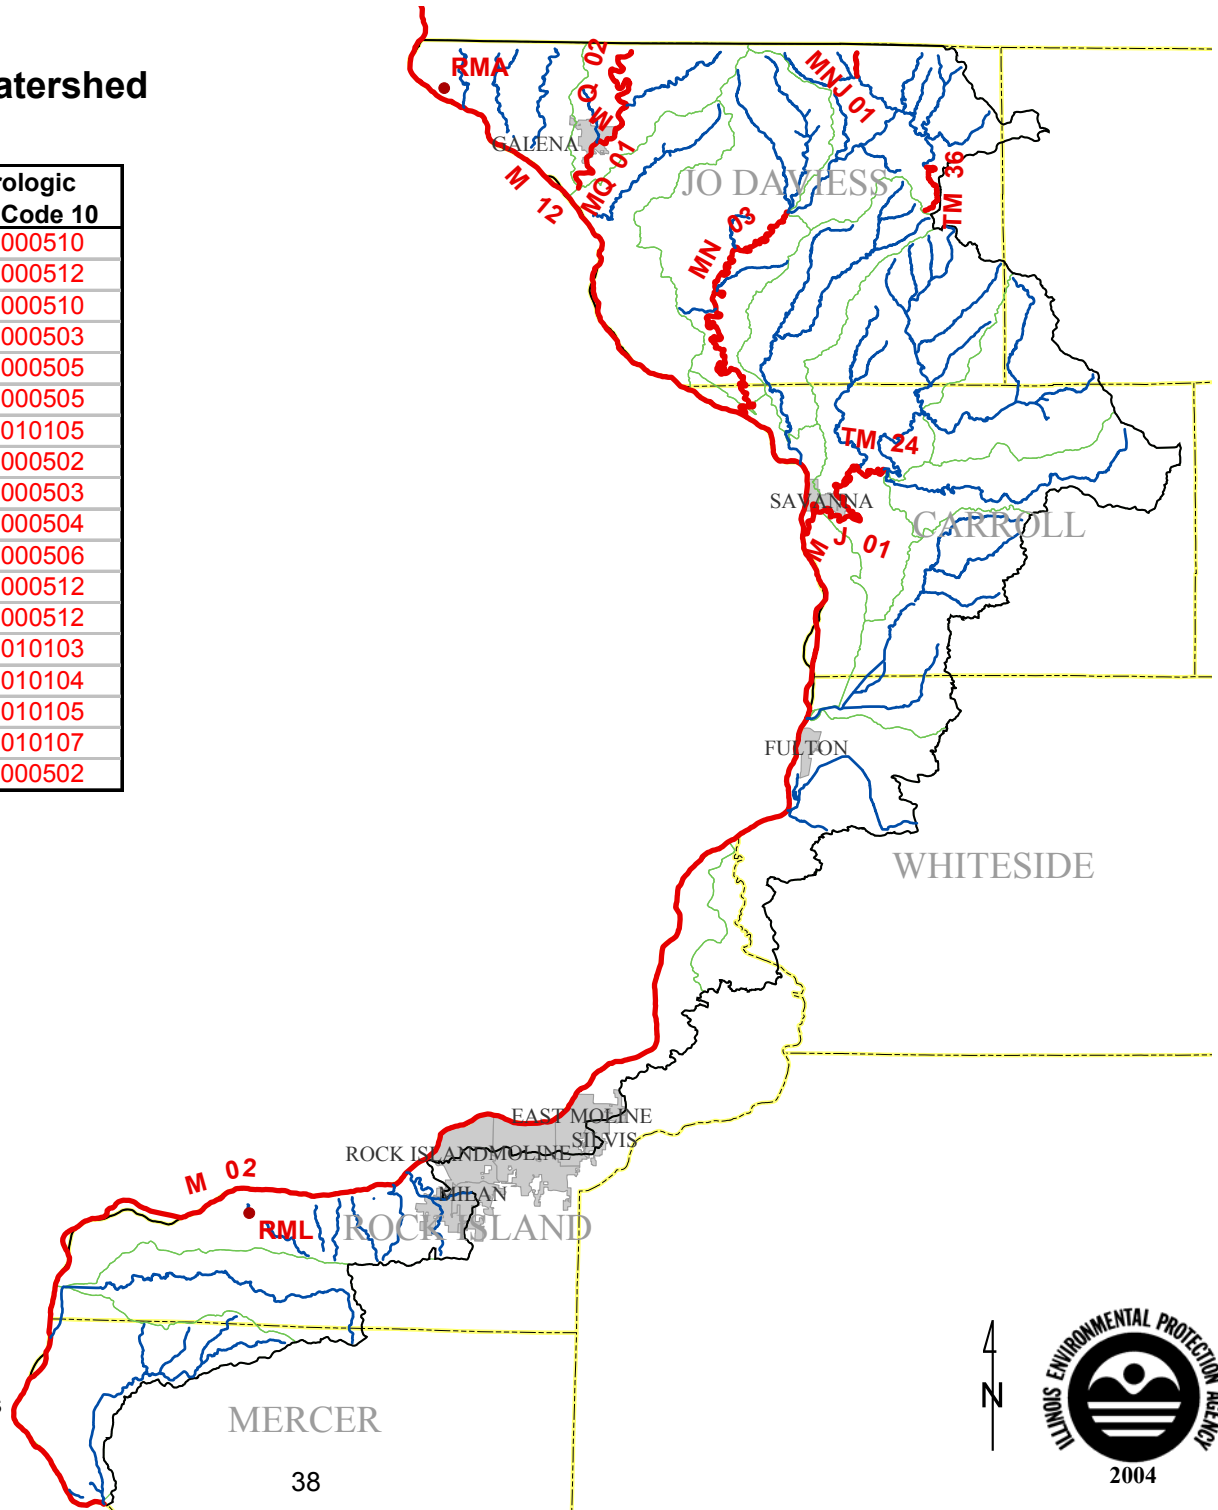 atershed
rologic
Code 10
000510
000512
000510
000503
000505
000505
010105
000502
000503
000504
000506
000512
000512
010103
010104
010105
010107
000502
RMA
MQ 02
MNJ 01
GALENA
MQ 01
M 12
JO DAVIESS
TM 36
MN 03
TM 24
SAVANNA
CARROLL
MJ 01
FULTON
WHITESIDE
EAST MOLINE
SILVIS
ROCK ISLAND
MOLINE
M 02
MILAN
RML
ROCK ISLAND
MERCER
N
ILLINOIS ENVIRONMENTAL PROTECTION AGENCY
2004
38